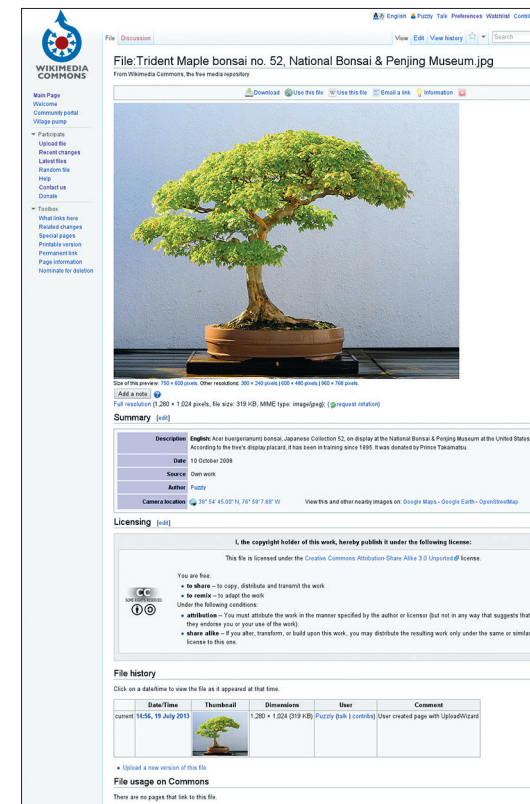 English Puzzly Talk Preferences Watchlist
File Discussion View Edit View history Search
WIKIMEDIA
COMMONS
File:Trident Maple bonsai no. 52, National Bonsai & Penjing Museum.jpg
From Wikimedia Commons, the free media repository
Download Use this file Use this file Email a link Information
Main Page
Welcome
Community portal
Village pump
Participate
Upload file
Recent changes
Latest files
Random file
Help
Contact us
Donate
Toolbox
What links here
Related changes
Special pages
Printable version
Permanent link
Page information
Nominate for deletion
Size of this preview: 750 × 600 pixels. Other resolutions: 300 × 240 pixels | 600 × 480 pixels | 960 × 768 pixels.
Add a note
Full resolution (1,280 × 1,024 pixels, file size: 319 KB, MIME type: image/jpeg); (request rotation)
Summary [edit]
Description English: Acer buergerianum) bonsai, Japanese Collection 52, on display at the National Bonsai & Penjing Museum at the United States
According to the tree's display placard, it has been in training since 1895. It was donated by Prince Takamatsu.
Date 10 October 2008
Source Own work
Author Puzzly
Camera location 38° 54′ 45.00″ N, 76° 58′ 7.68″ W View this and other nearby images on: Google Maps - Google Earth - OpenStreetMap
Licensing [edit]
I, the copyright holder of this work, hereby publish it under the following license:
This file is licensed under the Creative Commons Attribution-Share Alike 3.0 Unported license.
cc
SOME RIGHTS RESERVED
You are free:
• to share – to copy, distribute and transmit the work
• to remix – to adapt the work
Under the following conditions:
• attribution – You must attribute the work in the manner specified by the author or licensor (but not in any way that suggests that
they endorse you or your use of the work).
• share alike – If you alter, transform, or build upon this work, you may distribute the resulting work only under the same or similar
license to this one.
File history
Click on a date/time to view the file as it appeared at that time.
Date/Time Thumbnail Dimensions User Comment
current 14:56, 19 July 2013 1,280 × 1,024 (319 KB) Puzzly (talk | contribs) User created page with UploadWizard
• Upload a new version of this file
File usage on Commons
There are no pages that link to this file.